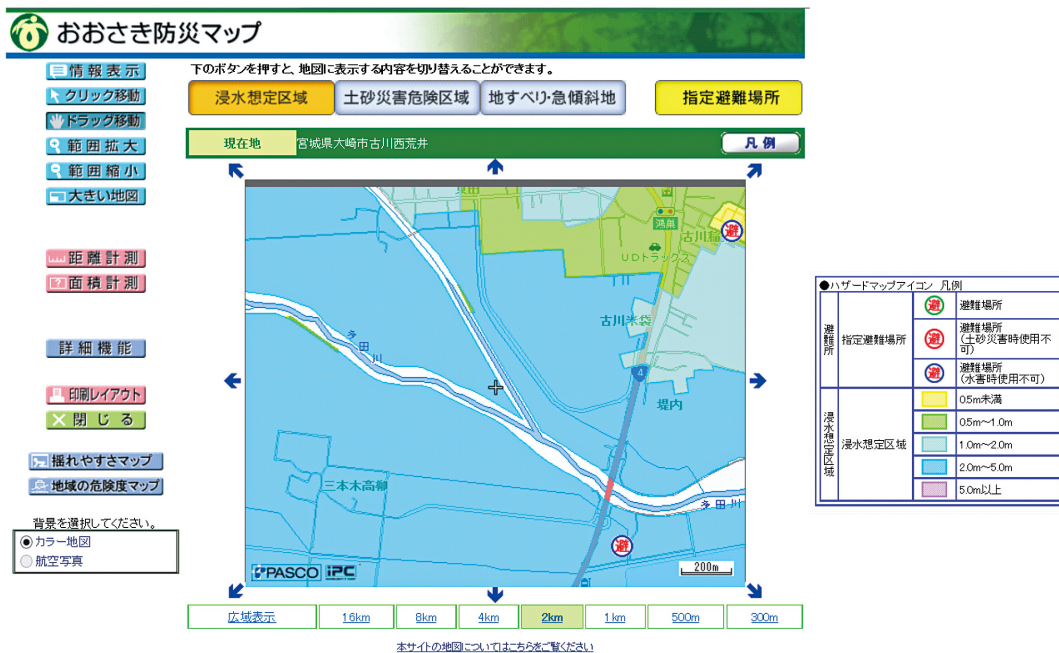 おおさき防災マップ
情報表示
クリック移動
ドラッグ移動
範囲拡大
範囲縮小
大きい地図
距離計測
面積計測
詳細機能
印刷レイアウト
閉じる
揺れやすさマップ
地域の危険度マップ
背景を選択してください。
カラー地図
航空写真
下のボタンを押すと、地図に表示する内容を切り替えることができます。
浸水想定区域
土砂災害危険区域
地すべり・急傾斜地
指定避難場所
現在地
宮城県大崎市古川西荒井
凡例
鴻巣
避
UDトラックス
古川米袋
多田川
4
堤内
三本木高柳
多田川
避
PASCO iPC
200m
広域表示
16km
8km
4km
2km
1km
500m
300m
本サイトの地図についてはこちらをご覧ください
●ハザードマップアイコン 凡例
避難所
指定避難場所
避
避難場所
避
避難場所
(土砂災害時使用不
可)
避
避難場所
(水害時使用不可)
浸水想定区域
浸水想定区域
0.5m未満
0.5m～1.0m
1.0m～2.0m
2.0m～5.0m
5.0m以上